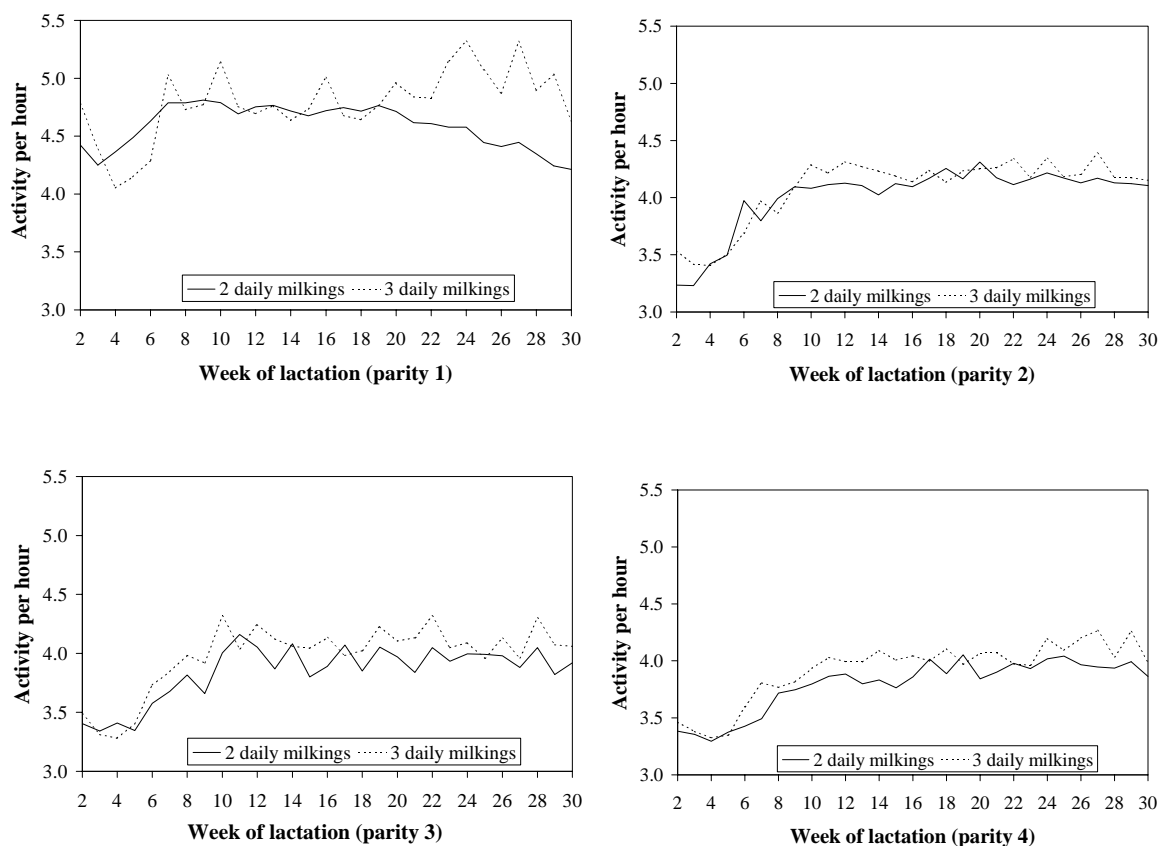 5.5
5.0
4.5
4.0
3.5
3.0
Activity per hour
2 daily milkings 3 daily milkings
2 4 6 8 10 12 14 16 18 20 22 24 26 28 30
Week of lactation (parity 1)
5.5
5.0
4.5
4.0
3.5
3.0
Activity per hour
2 daily milkings 3 daily milkings
2 4 6 8 10 12 14 16 18 20 22 24 26 28 30
Week of lactation (parity 2)
5.5
5.0
4.5
4.0
3.5
3.0
Activity per hour
2 daily milkings 3 daily milkings
2 4 6 8 10 12 14 16 18 20 22 24 26 28 30
Week of lactation (parity 3)
5.5
5.0
4.5
4.0
3.5
3.0
Activity per hour
2 daily milkings 3 daily milkings
2 4 6 8 10 12 14 16 18 20 22 24 26 28 30
Week of lactation (parity 4)